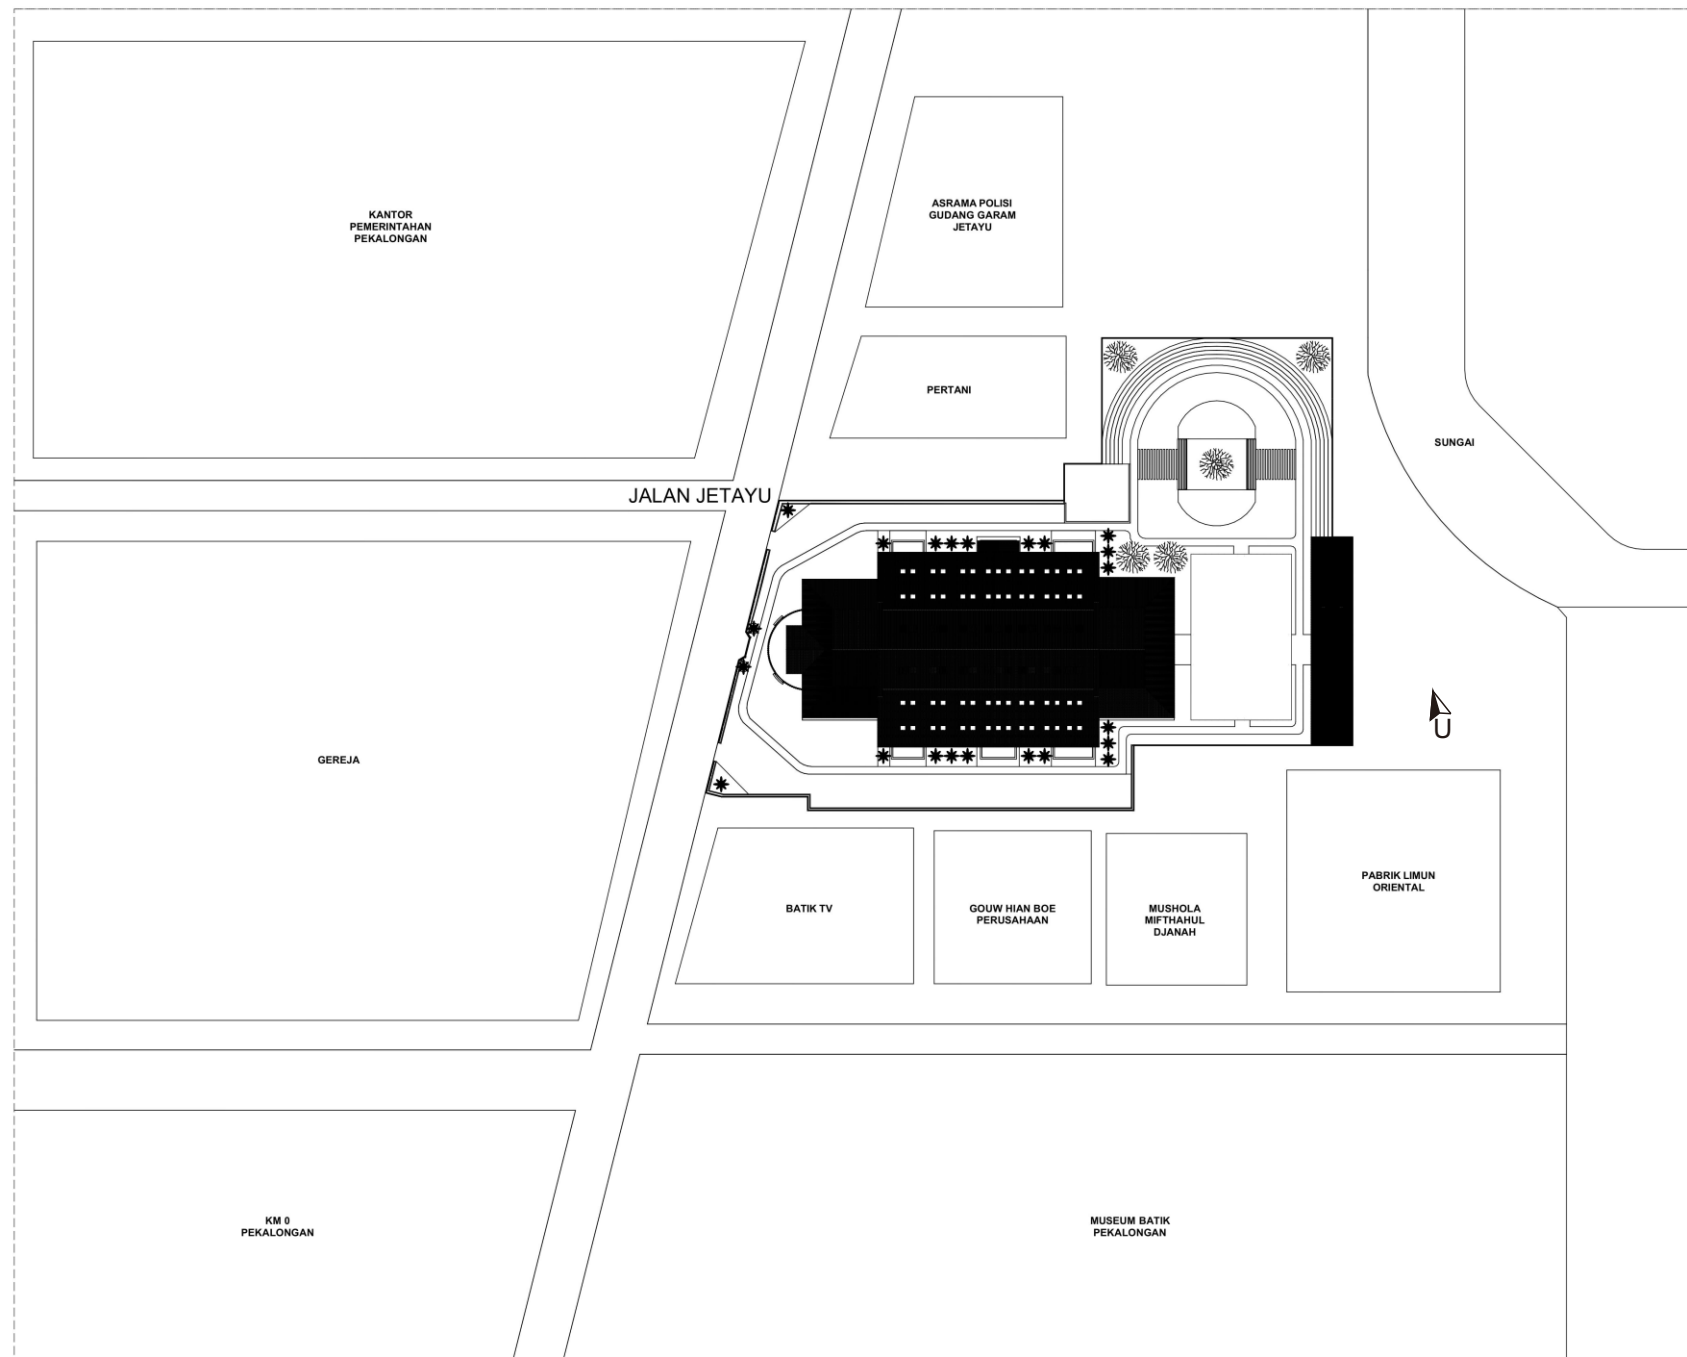 KANTOR
PEMERINTAHAN
PEKALONGAN
ASRAMA POLISI
GUDANG GARAM
JETAYU
PERTANI
SUNGAI
JALAN JETAYU
U
GEREJA
BATIK TV
GOUW HIAN BOE
PERUSAHAAN
MUSHOLA
MIFTHAHUL
DJANAH
PABRIK LIMUN
ORIENTAL
KM 0
PEKALONGAN
MUSEUM BATIK
PEKALONGAN